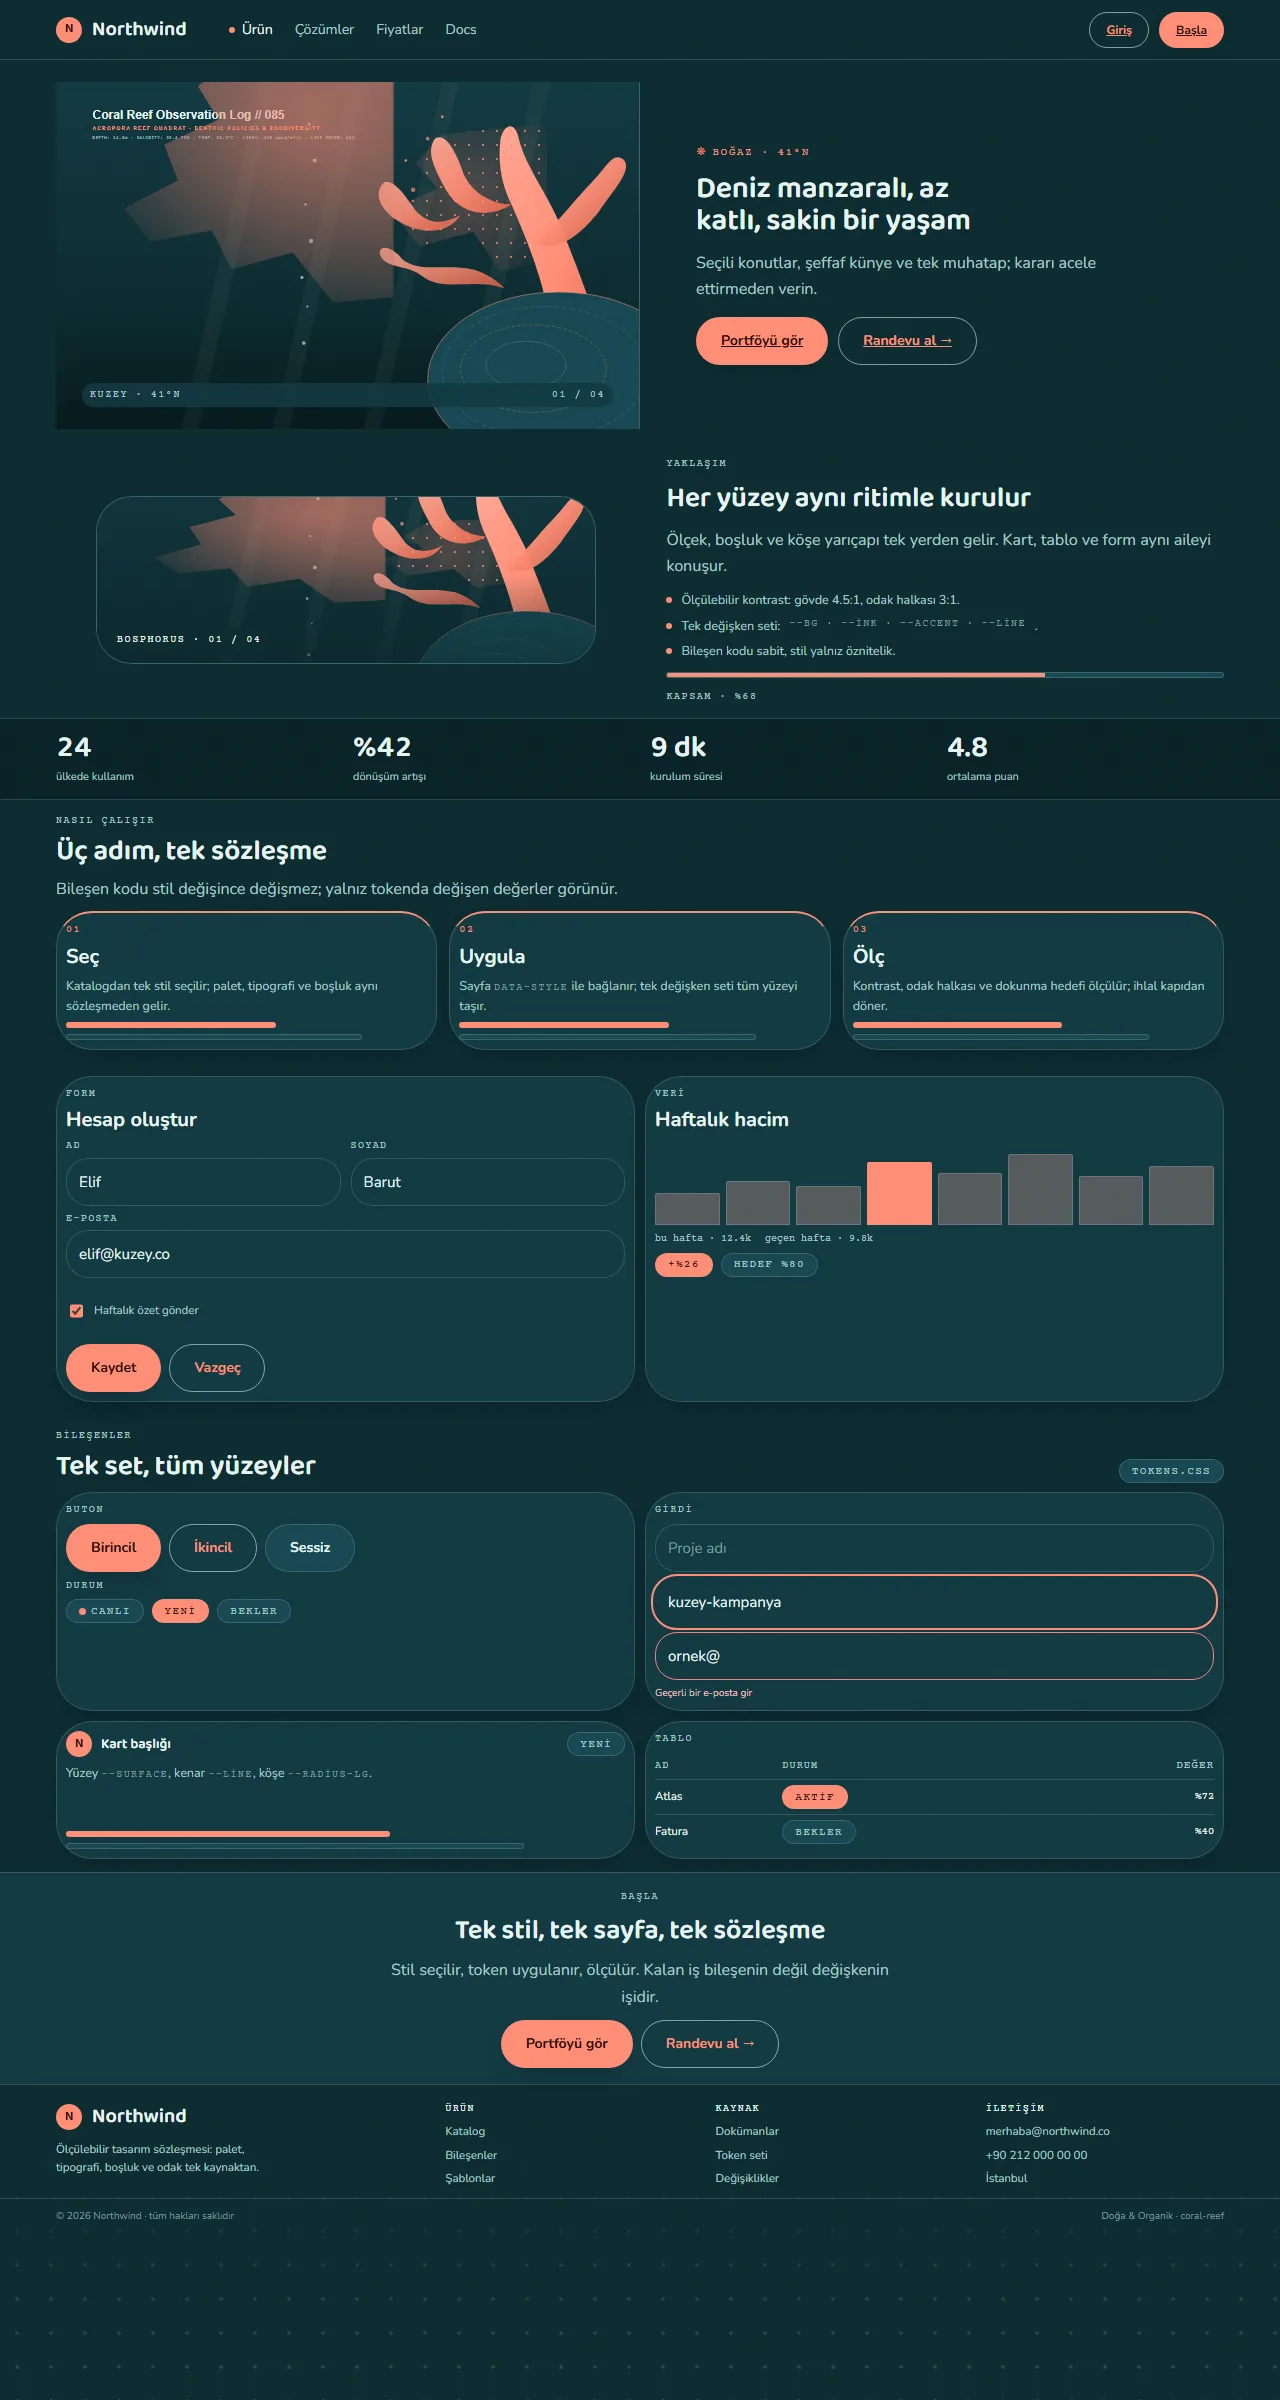 N Northwind
Ürün Çözümler Fiyatlar Docs
Giriş Başla
Coral Reef Observation Log // 085
ACROPORA REEF QUADRAT - BENTHIC POLICIES & ZOODIVERSITY
KUZEY · 41°N 01 / 04
❊ BOĞAZ · 41°N
Deniz manzaralı, az
katlı, sakin bir yaşam
Seçili konutlar, şeffaf künye ve tek muhatap; kararı acele
ettirmeden verin.
Portföyü gör Randevu al →
BOSPHORUS · 01 / 04
YAKLAŞIM
Her yüzey aynı ritimle kurulur
Ölçek, boşluk ve köşe yarıçapı tek yerden gelir. Kart, tablo ve form aynı aileyi
konuşur.
Ölçülebilir kontrast: gövde 4.5:1, odak halkası 3:1.
Tek değişken seti: --BG · --İNK · --ACCENT · --LİNE .
Bileşen kodu sabit, stil yalnız öznitelik.
KAPSAM · %68
24 %42 9 dk 4.8
ülkede kullanım dönüşüm artışı kurulum süresi ortalama puan
NASIL ÇALIŞIR
Üç adım, tek sözleşme
Bileşen kodu stil değişince değişmez; yalnız tokenda değişen değerler görünür.
01
Seç
Katalogdan tek stil seçilir; palet, tipografi ve boşluk aynı
sözleşmeden gelir.
02
Uygula
Sayfa DATA-STYLE ile bağlanır; tek değişken seti tüm yüzeyi
taşır.
03
Ölç
Kontrast, odak halkası ve dokunma hedefi ölçülür; ihlal kapıdan
döner.
FORM
Hesap oluştur
AD SOYAD
Elif Barut
E-POSTA
elif@kuzey.co
Haftalık özet gönder
Kaydet Vazgeç
VERİ
Haftalık hacim
bu hafta · 12.4k geçen hafta · 9.8k
+%26 HEDEF %80
BİLEŞENLER
Tek set, tüm yüzeyler
TOKENS.CSS
BUTON
Birincil İkincil Sessiz
DURUM
CANLI YENİ BEKLER
GİRDİ
Proje adı
kuzey-kampanya
ornek@
Geçerli bir e-posta gir
N Kart başlığı YENİ
Yüzey --SURFACE, kenar --LİNE, köşe --RADİUS-LG.
TABLO
AD DURUM DEĞER
Atlas AKTİF %72
Fatura BEKLER %40
BAŞLA
Tek stil, tek sayfa, tek sözleşme
Stil seçilir, token uygulanır, ölçülür. Kalan iş bileşenin değil değişkenin
işidir.
Portföyü gör Randevu al →
N Northwind
Ölçülebilir tasarım sözleşmesi: palet,
tipografi, boşluk ve odak tek kaynaktan.
ÜRÜN
Katalog
Bileşenler
Şablonlar
KAYNAK
Dokümanlar
Token seti
Değişiklikler
İLETİŞİM
merhaba@northwind.co
+90 212 000 00 00
İstanbul
© 2026 Northwind · tüm hakları saklıdır
Doğa & Organik · coral-reef